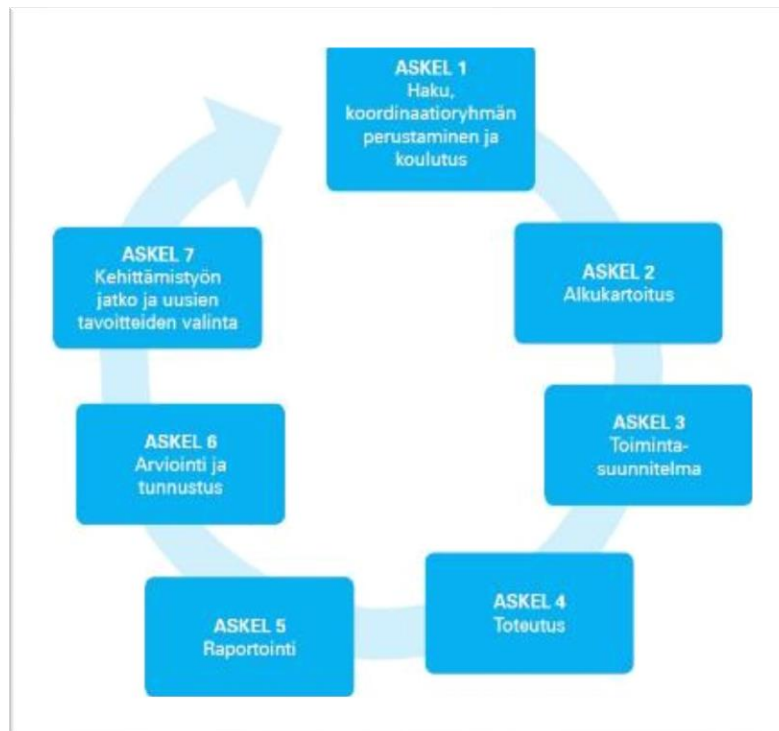 ASKEL 1
Haku,
koordinaatioryhmän
perustaminen ja
koulutus
ASKEL 2
Alkukartoitus
ASKEL 3
Toiminta-
suunnitelma
ASKEL 4
Toteutus
ASKEL 5
Raportointi
ASKEL 6
Arviointi ja
tunnustus
ASKEL 7
Kehittämistyön
jatko ja uusien
tavoitteiden valinta